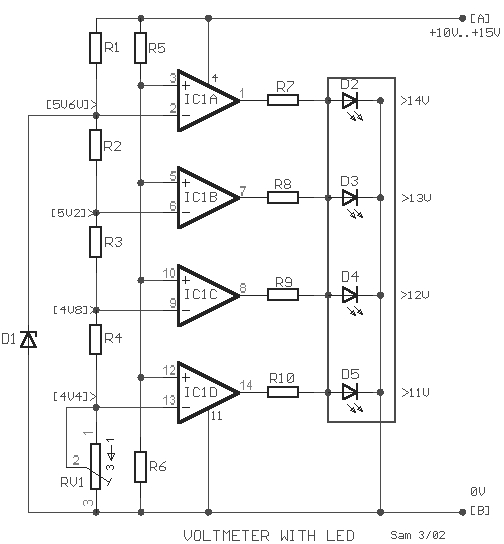 [A]
+10V..+15V
R1
R5
3
4
[5V6V]
2
+
-
IC1A
1
R7
D2
>14V
R2
5
6
+
-
IC1B
7
R8
D3
>13V
[5V2]
R3
10
9
+
-
IC1C
8
R9
D4
>12V
[4V8]
D1
R4
12
13
+
-
IC1D
14
11
R10
D5
>11V
[4V4]
1
2
3
1
3
RV1
R6
0V
[B]
VOLTMETER WITH LED
Sam 3/02